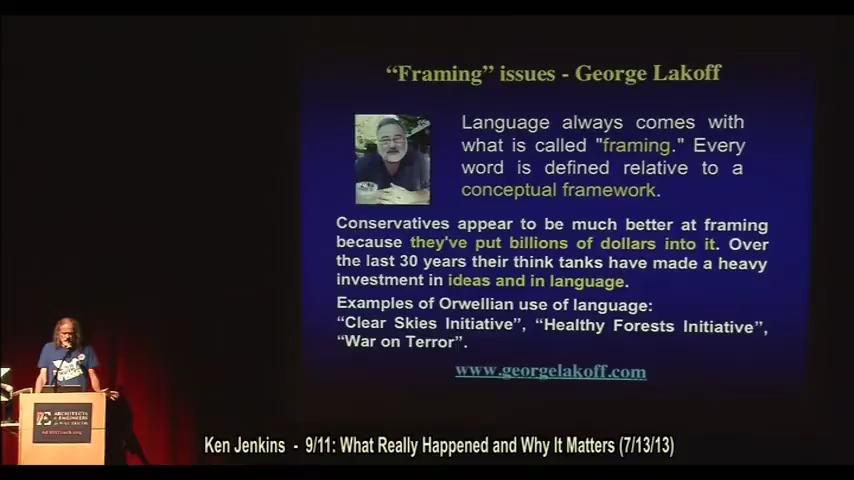 “Framing” issues - George Lakoff
Language always comes with
what is called "framing." Every
word is defined relative to a
conceptual framework.
Conservatives appear to be much better at framing
because they've put billions of dollars into it. Over
the last 30 years their think tanks have made a heavy
investment in ideas and in language.
Examples of Orwellian use of language:
“Clear Skies Initiative”, “Healthy Forests Initiative”,
“War on Terror”.
www.georgelakoff.com
ARCHITECTS
ENGINEERS
Ken Jenkins - 9/11: What Really Happened and Why It Matters (7/13/13)